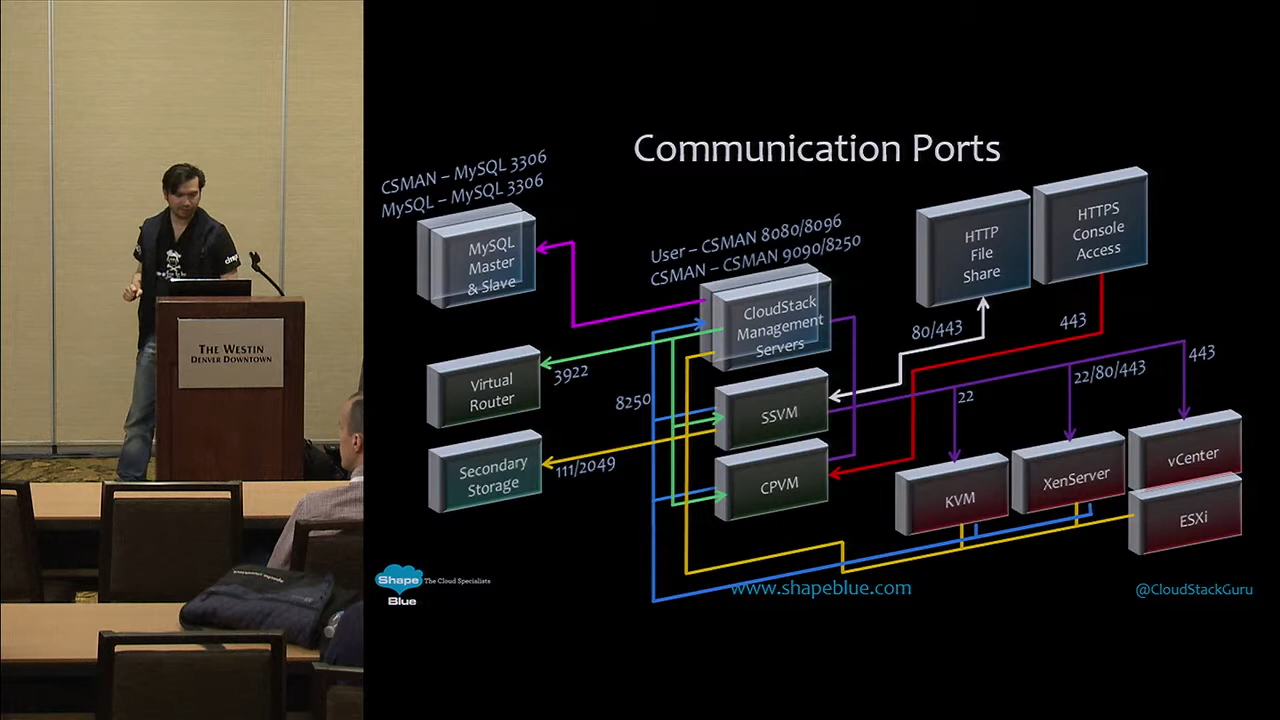 Communication Ports
CSMAN – MySQL 3306
MySQL – MySQL 3306
MySQL
Master
& Slave
User – CSMAN 8080/8096
CSMAN – CSMAN 9090/8250
CloudStack
Management
Servers
HTTP
File
Share
HTTPS
Console
Access
80/443
443
Virtual
Router
3922
8250
SSVM
22
22/80/443
443
Secondary
Storage
111/2049
CPVM
KVM
XenServer
vCenter
ESXi
Shape
Blue
The Cloud Specialists
www.shapeblue.com
@CloudStackGuru
THE WESTIN
DENVER DOWNTOWN